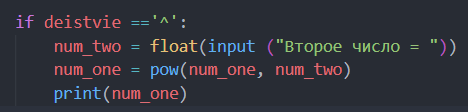 if deistvie =='^':
    num_two = float(input ("Второе число = "))
    num_one = pow(num_one, num_two)
    print(num_one)